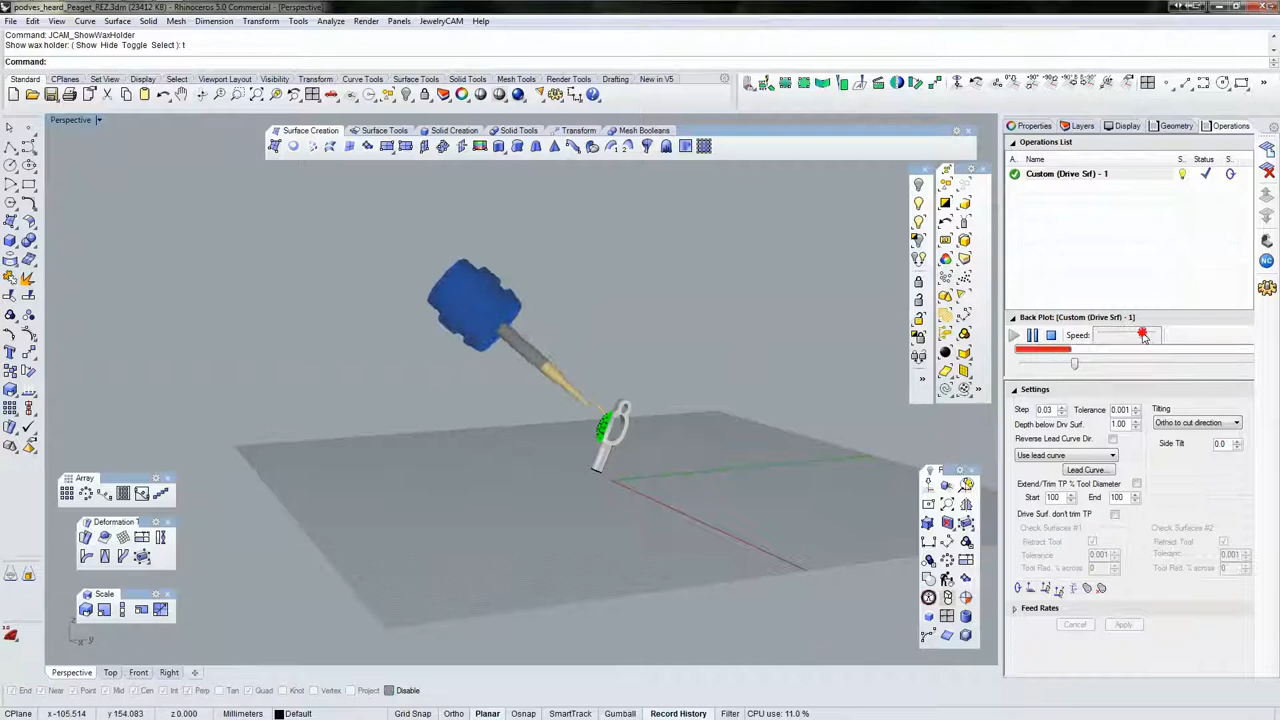 podves_heard_Peaget_REZ.3dm (23412 KB) - Rhinoceros 5.0 Commercial - [Perspective]
File Edit View Curve Surface Solid Mesh Dimension Transform Tools Analyze Render Panels JewelryCAM Help
Command: JCAM_ShowWaxHolder
Show wax holder: ( Show Hide Toggle Select ): t
Command:
Standard CPlanes Set View Display Select Viewport Layout Visibility Transform Curve Tools Surface Tools Solid Tools Mesh Tools Render Tools Drafting New in V5
Perspective
Surface Creation Surface Tools Solid Creation Solid Tools Transform Mesh Booleans
Properties Layers Display Geometry Operations
Operations List
A.. Name S.. Status S..
Custom (Drive Srf) - 1
NC
Back Plot: [Custom (Drive Srf) - 1]
Speed:
Settings
Step 0.03 Tolerance 0.001 Tilting
Depth below Drv Surf. 1.00 Ortho to cut direction
Reverse Lead Curve Dir. Side Tilt 0.0
Use lead curve
Lead Curve...
Extend/Trim TP % Tool Diameter
Start 100 End 100
Drive Surf. don't trim TP
Check Surfaces #1 Check Surfaces #2
Retract Tool Retract Tool
Tolerance 0.001 Tolerance 0.001
Tool Rad. % across 0 Tool Rad. % across 0
Feed Rates
Cancel Apply
Array
Deformation T
Scale
z
x y
Perspective Top Front Right
End Near Point Mid Cen Int Perp Tan Quad Knot Vertex Project Disable
CPlane x -105.514 y 154.083 z 0.000 Millimeters Default Grid Snap Ortho Planar Osnap SmartTrack Gumball Record History Filter CPU use: 11.0 %